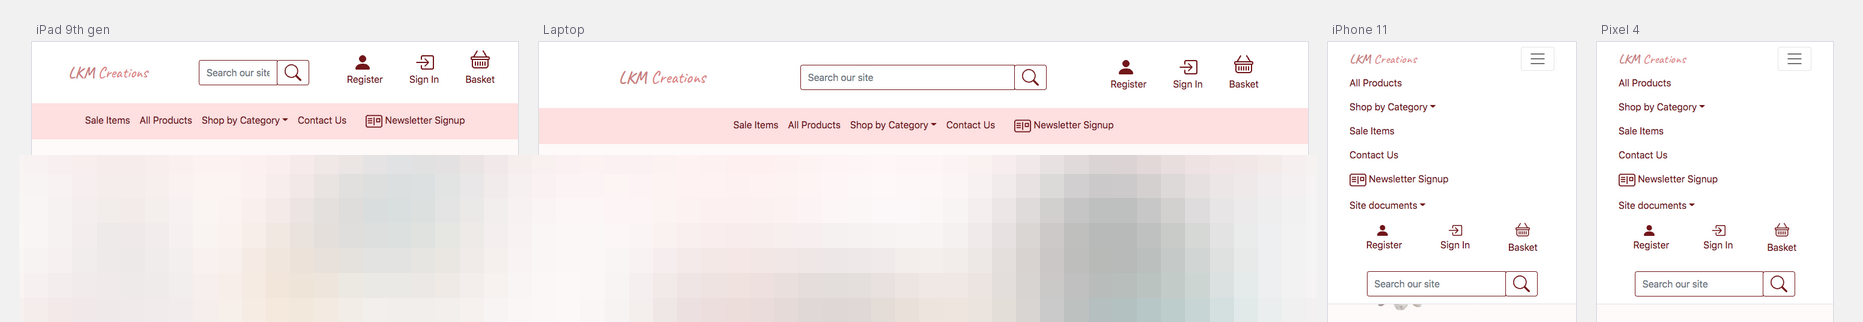 iPad 9th gen
LKM Creations
Search our site
Register
Sign In
Basket
Sale Items
All Products
Shop by Category
Contact Us
Newsletter Signup
Laptop
LKM Creations
Search our site
Register
Sign In
Basket
Sale Items
All Products
Shop by Category
Contact Us
Newsletter Signup
iPhone 11
LKM Creations
All Products
Shop by Category
Sale Items
Contact Us
Newsletter Signup
Site documents
Register
Sign In
Basket
Search our site
Pixel 4
LKM Creations
All Products
Shop by Category
Sale Items
Contact Us
Newsletter Signup
Site documents
Register
Sign In
Basket
Search our site